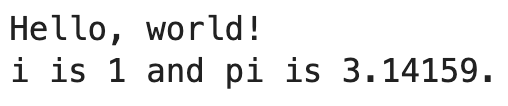 Hello, world!
i is 1 and pi is 3.14159.